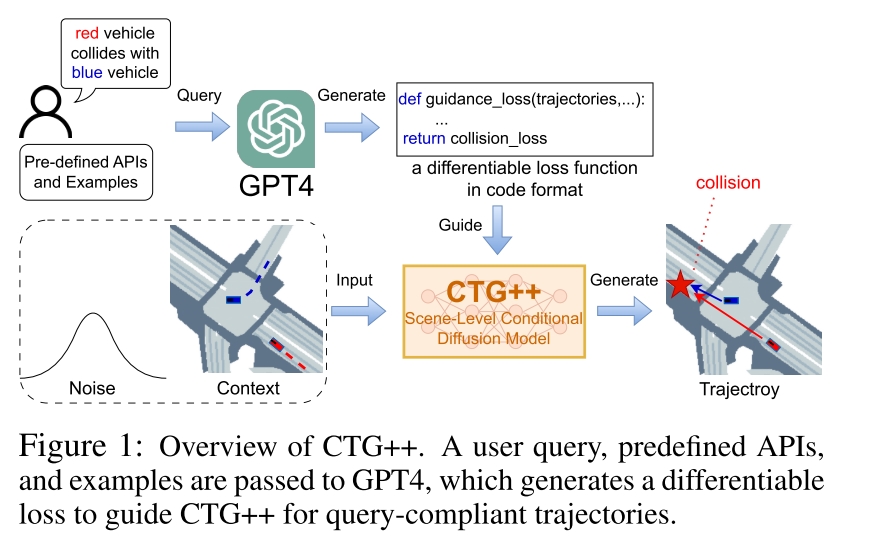 red vehicle
collides with
blue vehicle
Query
Generate
Pre-defined APIs
and Examples
GPT4
def guidance_loss(trajectories,...):
...
return collision_loss
a differentiable loss function
in code format
Guide
collision
Noise
Context
Input
CTG++
Scene-Level Conditional
Diffusion Model
Generate
Trajectroy
Figure 1: Overview of CTG++. A user query, predefined APIs,
and examples are passed to GPT4, which generates a differentiable
loss to guide CTG++ for query-compliant trajectories.